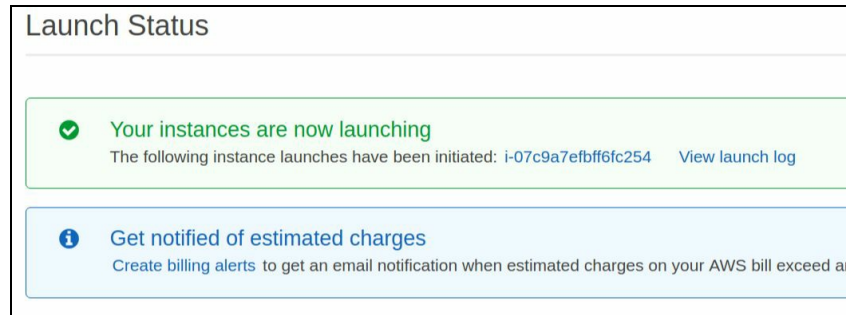 Launch Status
Your instances are now launching
The following instance launches have been initiated: i-07c9a7efbff6fc254 View launch log
Get notified of estimated charges
Create billing alerts to get an email notification when estimated charges on your AWS bill exceed